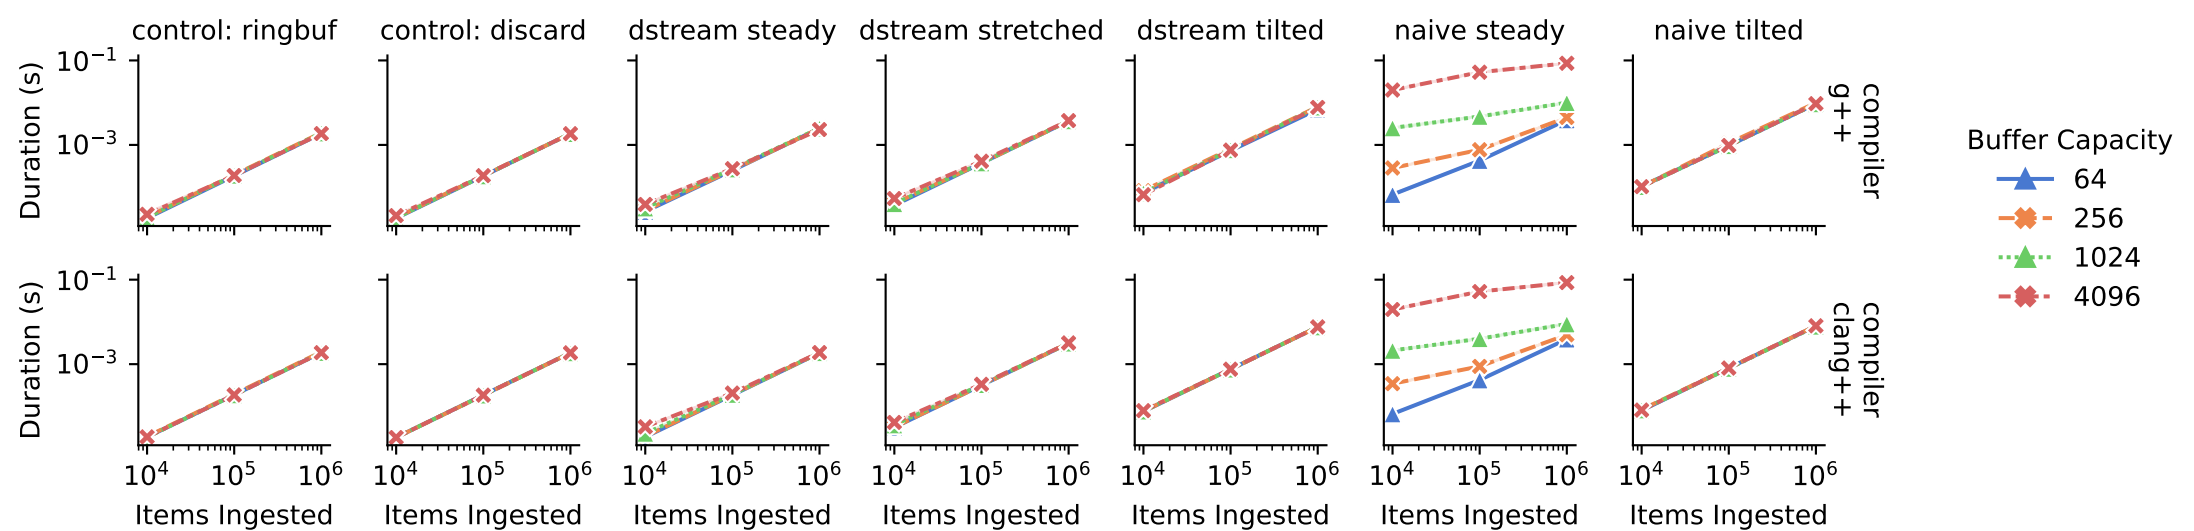 control: ringbuf control: discard dstream steady dstream stretched dstream tilted naive steady naive tilted
Duration (s)
10⁻¹
10⁻³
compiler
g++
Duration (s)
10⁻¹
10⁻³
compiler
clang++
10⁴ 10⁵ 10⁶ 10⁴ 10⁵ 10⁶ 10⁴ 10⁵ 10⁶ 10⁴ 10⁵ 10⁶ 10⁴ 10⁵ 10⁶ 10⁴ 10⁵ 10⁶ 10⁴ 10⁵ 10⁶
Items Ingested Items Ingested Items Ingested Items Ingested Items Ingested Items Ingested Items Ingested
Buffer Capacity
64
256
1024
4096